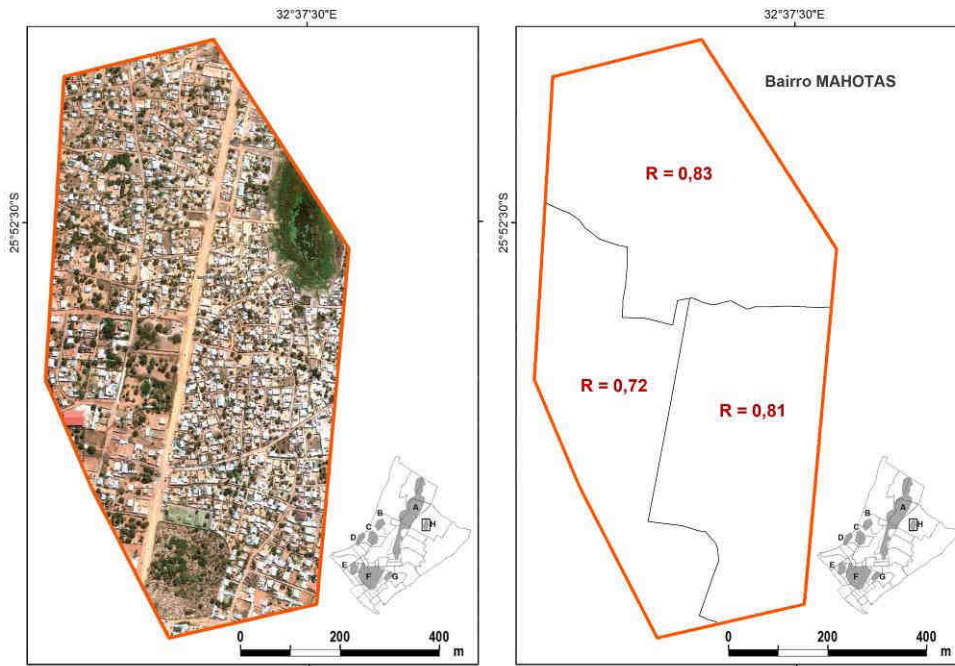 32°37'30"E
25°52'30"S
A
B
C
D
H
E
F
G
0 200 400
m
32°37'30"E
Bairro MAHOTAS
25°52'30"S
R = 0,83
R = 0,72
R = 0,81
A
B
C
D
H
E
F
G
0 200 400
m